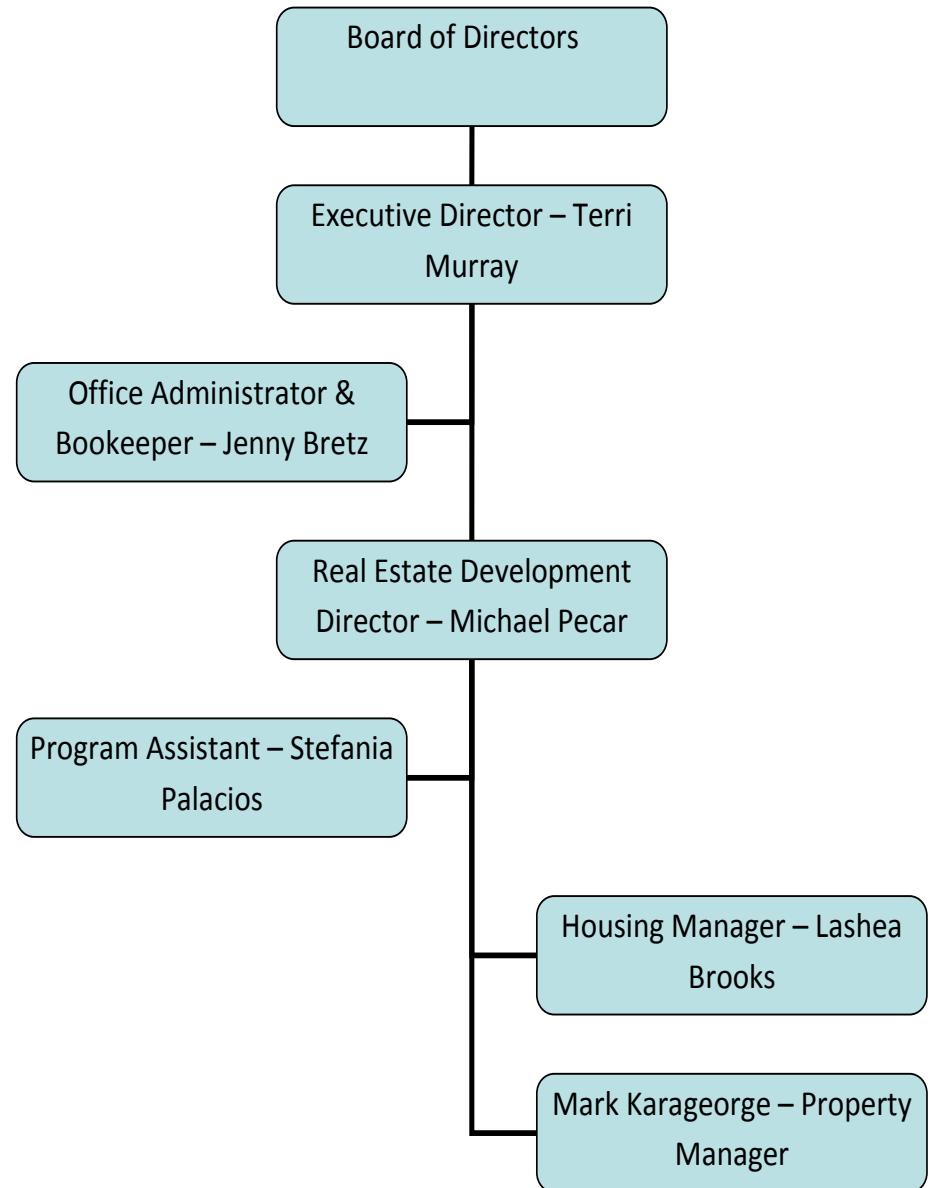 Board of Directors
Executive Director – Terri
Murray
Office Administrator &
Bookeeper – Jenny Bretz
Real Estate Development
Director – Michael Pecar
Program Assistant – Stefania
Palacios
Housing Manager – Lashea
Brooks
Mark Karageorge – Property
Manager